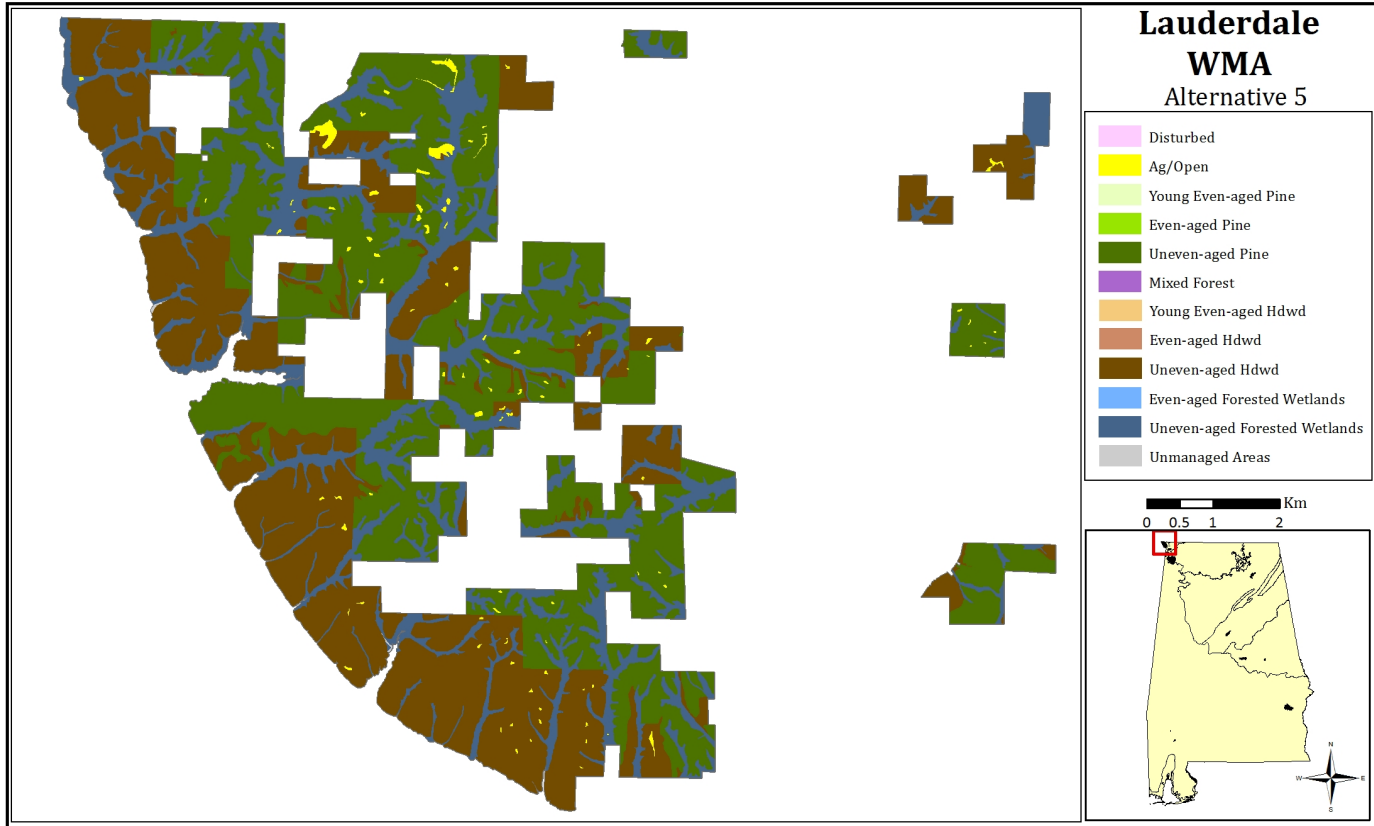 Lauderdale
WMA
Alternative 5
Disturbed
Ag/Open
Young Even-aged Pine
Even-aged Pine
Uneven-aged Pine
Mixed Forest
Young Even-aged Hdwd
Even-aged Hdwd
Uneven-aged Hdwd
Even-aged Forested Wetlands
Uneven-aged Forested Wetlands
Unmanaged Areas
Km
0 0.5 1 2
N
W E
S